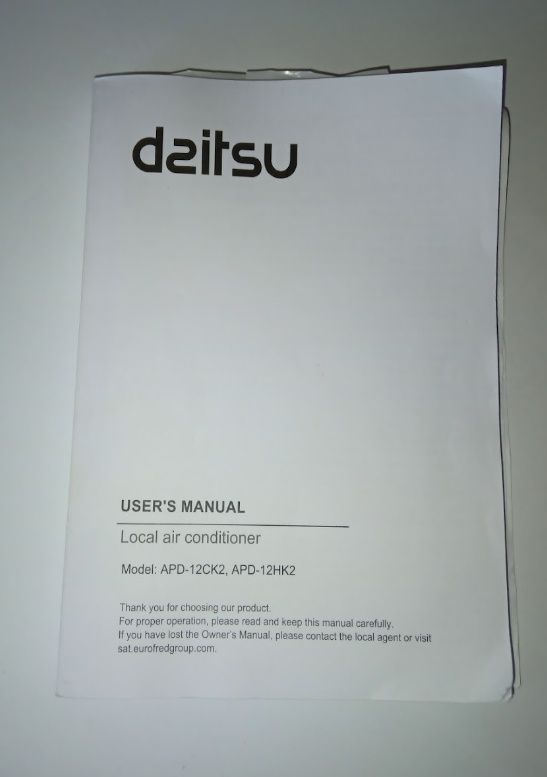 daitsu
USER'S MANUAL
Local air conditioner
Model: APD-12CK2, APD-12HK2
Thank you for choosing our product.
For proper operation, please read and keep this manual carefully.
If you have lost the Owner's Manual, please contact the local agent or visit
sat.eurofredgroup.com.